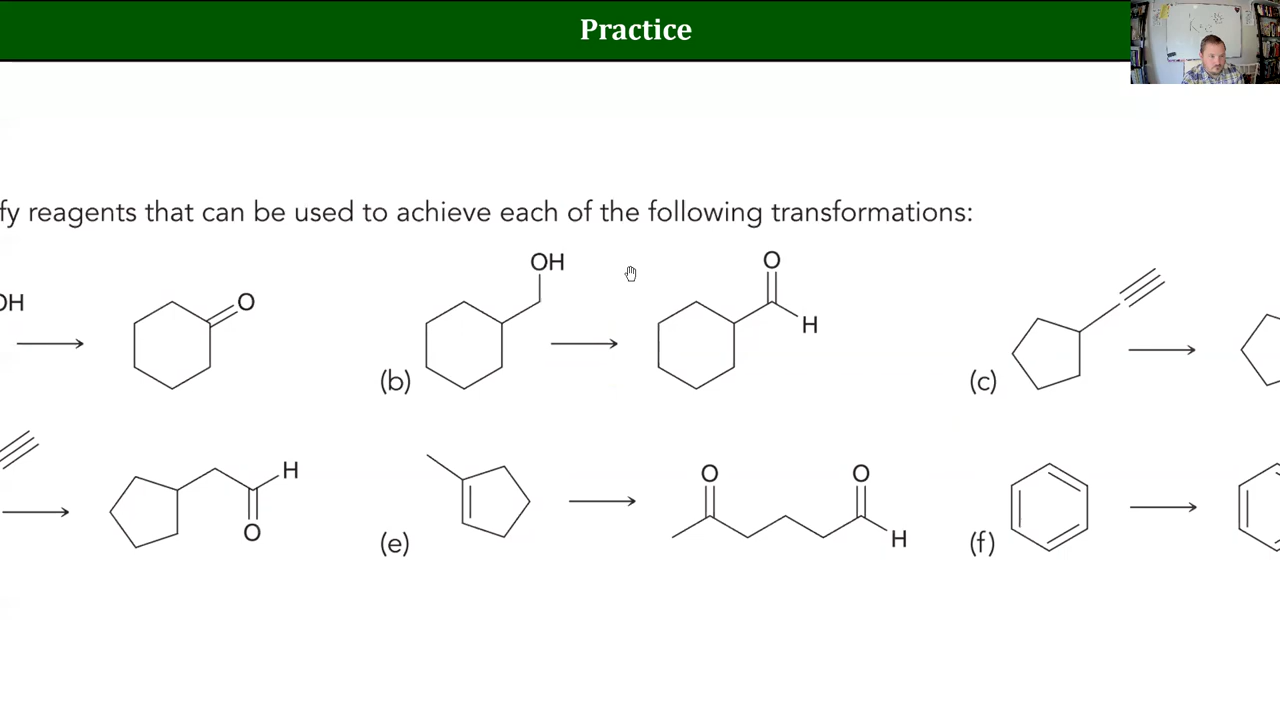 Practice
fy reagents that can be used to achieve each of the following transformations:
OH
O
(b)
OH
O
H
(c)
H
O
(e)
O
O
H
(f)